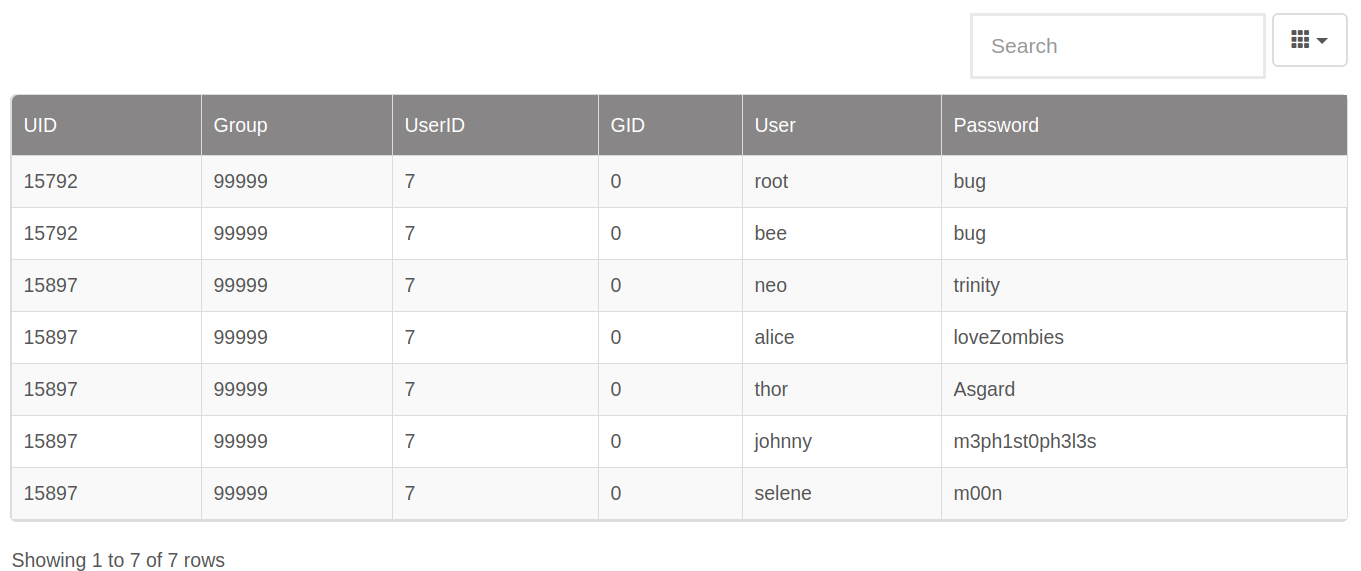 Search
UID Group UserID GID User Password
15792 99999 7 0 root bug
15792 99999 7 0 bee bug
15897 99999 7 0 neo trinity
15897 99999 7 0 alice loveZombies
15897 99999 7 0 thor Asgard
15897 99999 7 0 johnny m3ph1st0ph3l3s
15897 99999 7 0 selene m00n
Showing 1 to 7 of 7 rows